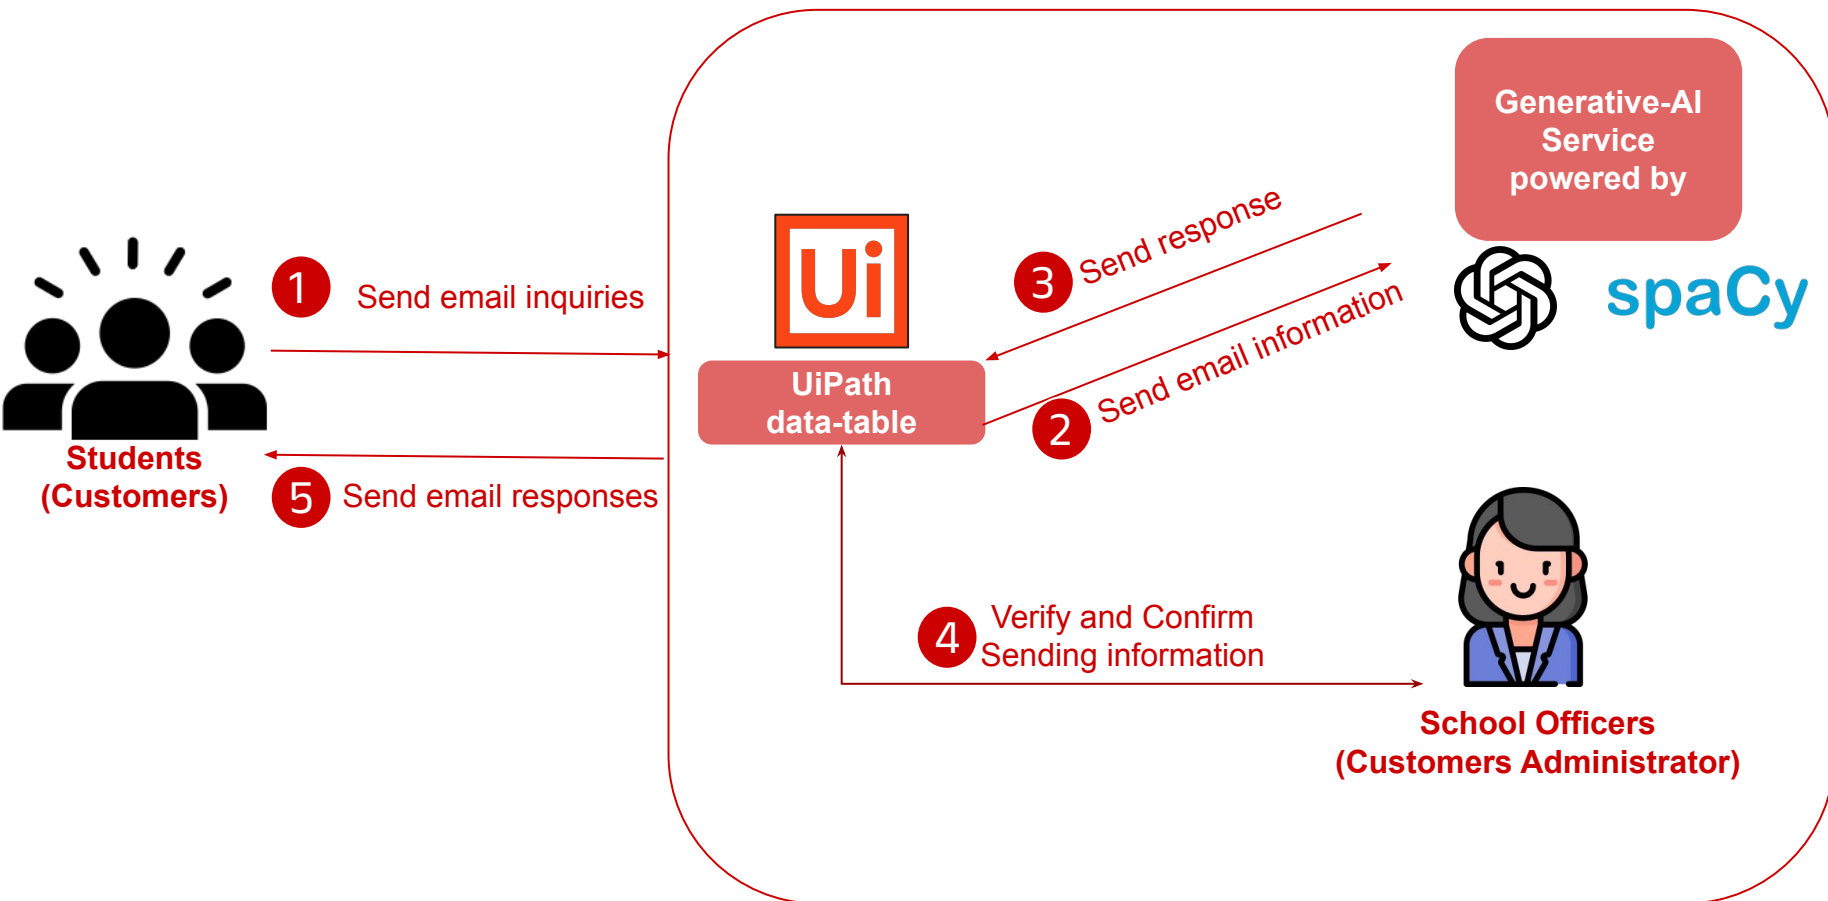 Generative-AI
Service
powered by
spaCy
Ui
UiPath
data-table
1
Send email inquiries
2
Send email information
3
Send response
4
Verify and Confirm
Sending information
5
Send email responses
Students
(Customers)
School Officers
(Customers Administrator)